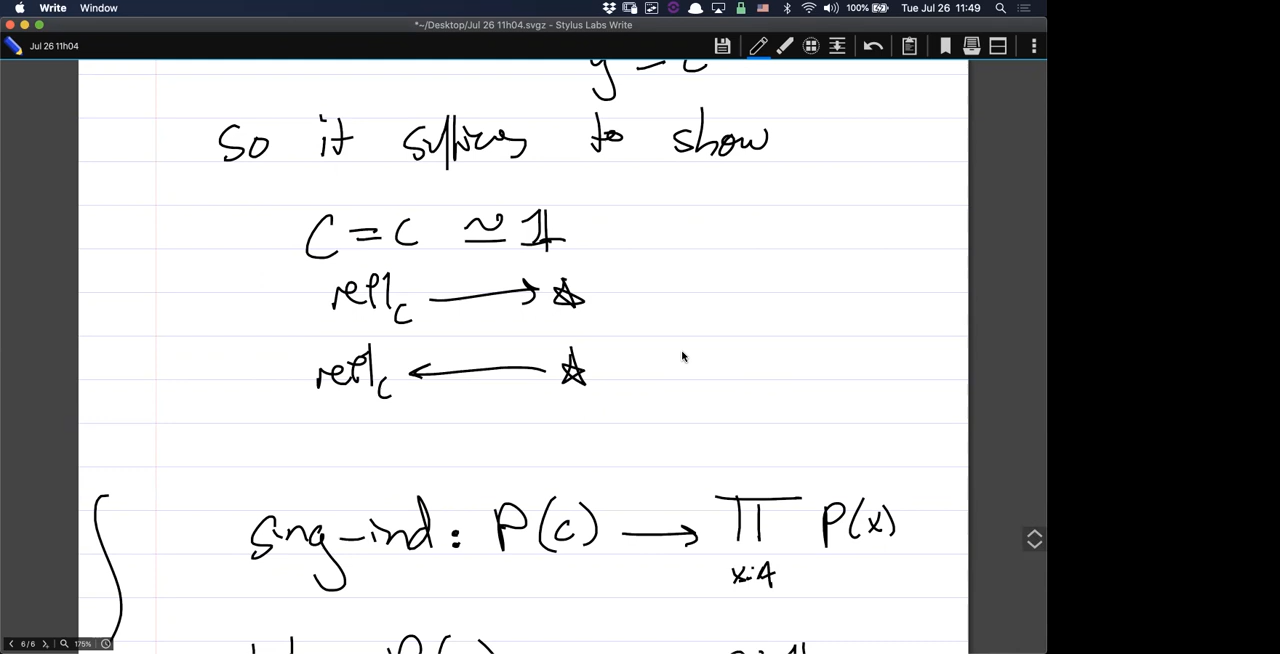 Write Window
100% Tue Jul 26 11:49
*~/Desktop/Jul 26 11h04.svgz - Stylus Labs Write
Jul 26 11h04
y = c
so it suffices to show
C = c ≃ 𝟙
refl_c ⟶ ☆
refl_c ⟵ ☆
sing-ind : P(c) ⟶ ∏ P(x)
x:A
6/6 175%